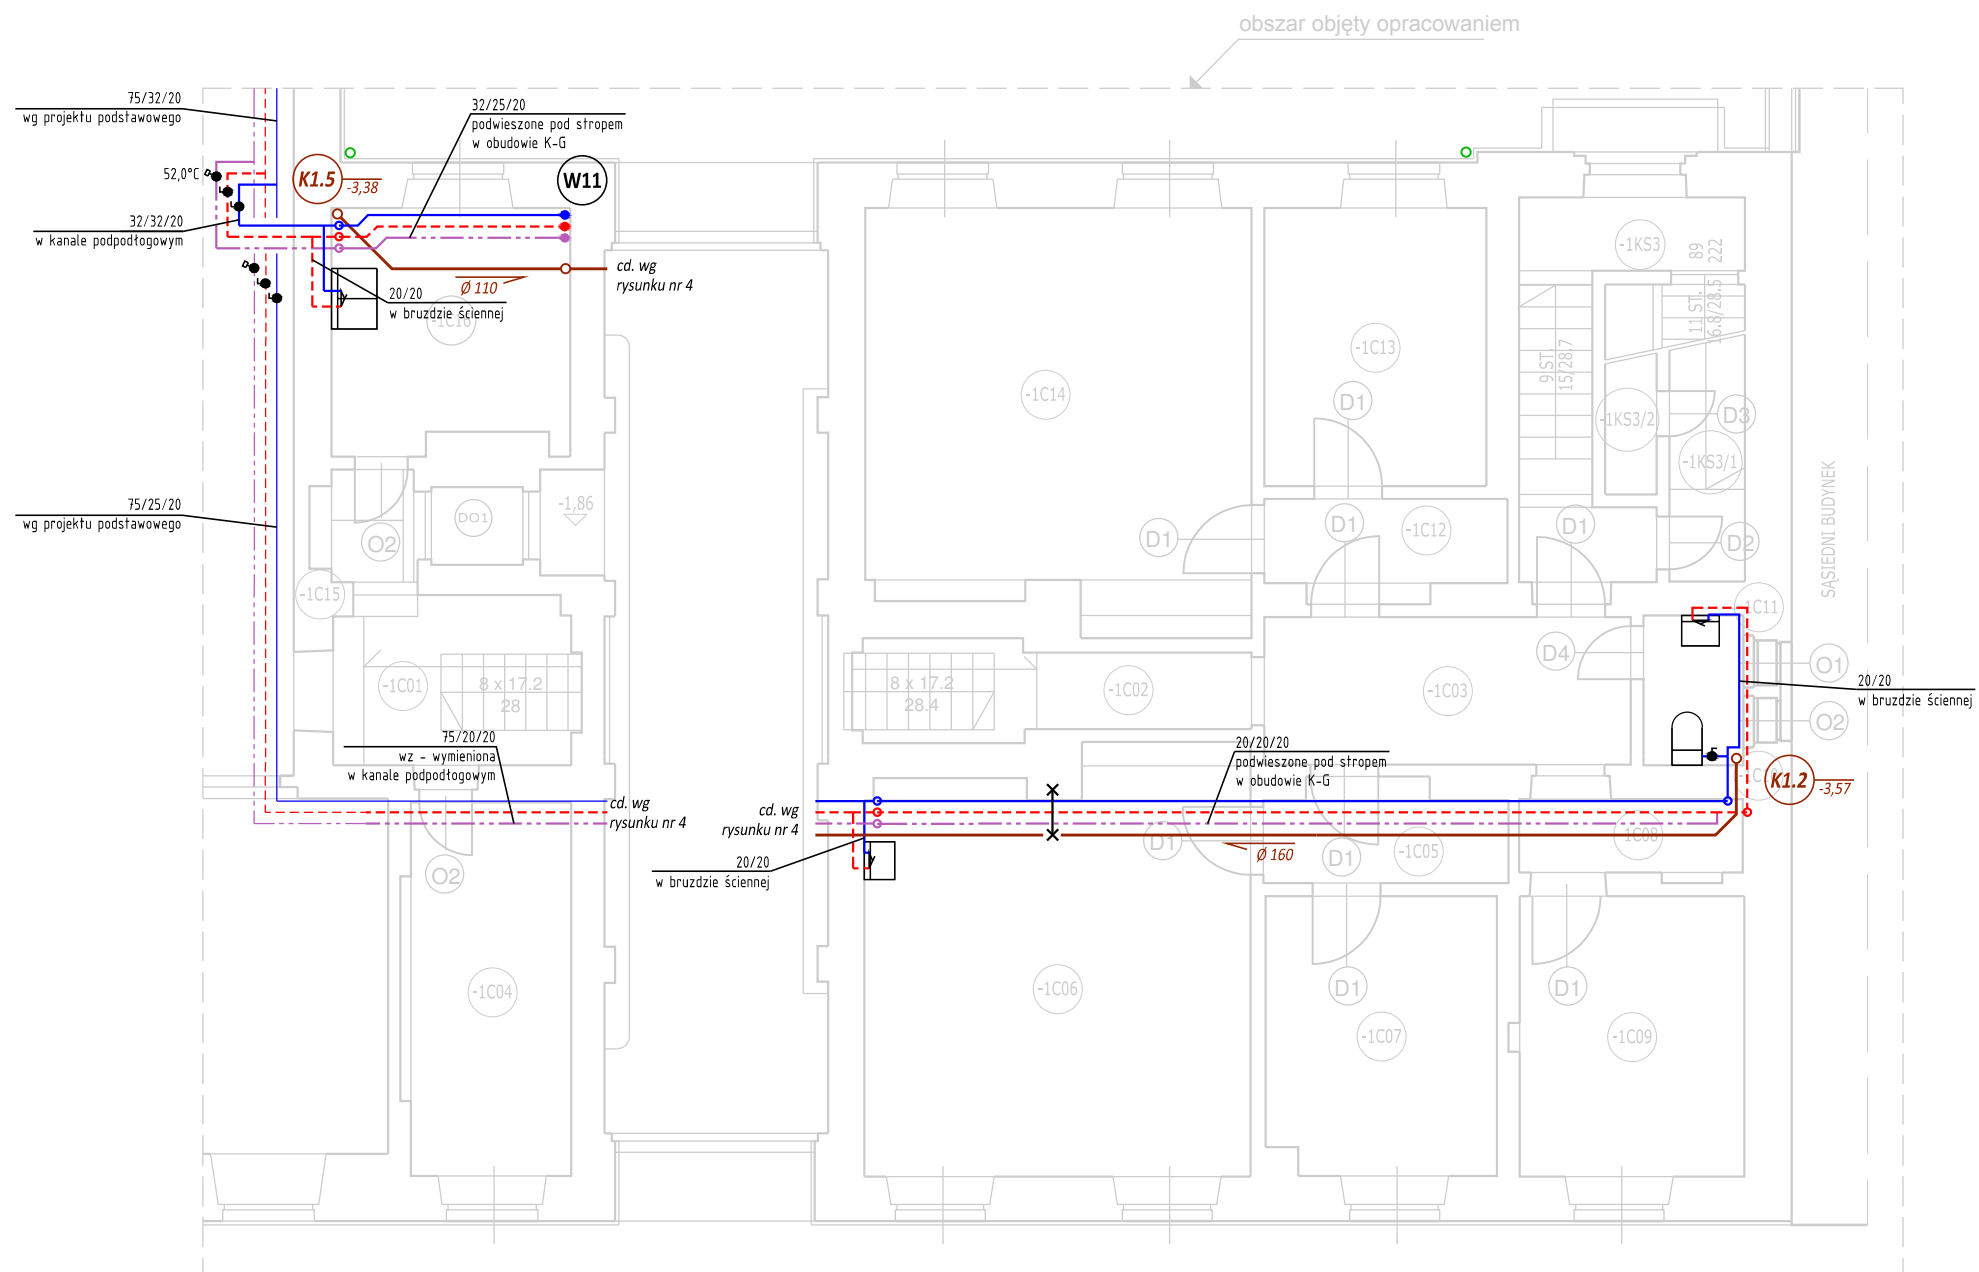 obszar objęty opracowaniem
75/32/20
wg projektu podstawowego
32/25/20
podwieszone pod stropem
w obudowie K-G
52,0°C
K1.5
-3,38
W11
32/32/20
w kanale podpodłogowym
cd. wg
rysunku nr 4
Ø 110
20/20
w bruzdzie ściennej
-1C16
-1KS3
89
222
11 ST.
16.8/28.5
9 ST.
15/28.7
-1C13
-1C14
D1
D3
-1KS3/2
-1KS3/1
75/25/20
wg projektu podstawowego
-1,86
DO1
O2
D1
D1
-1C12
D1
D2
SĄSIEDNI BUDYNEK
-1C15
1C11
D4
O1
-1C01
8 x 17.2
28
8 x 17.2
28.4
-1C02
-1C03
20/20
w bruzdzie ściennej
O2
75/20/20
wz - wymieniona
w kanale podpodłogowym
20/20/20
podwieszone pod stropem
w obudowie K-G
K1.2
-3,57
cd. wg
rysunku nr 4
cd. wg
rysunku nr 4
20/20
w bruzdzie ściennej
D1
Ø 160
D1
-1C05
1C08
O2
-1C04
-1C06
D1
D1
-1C07
-1C09